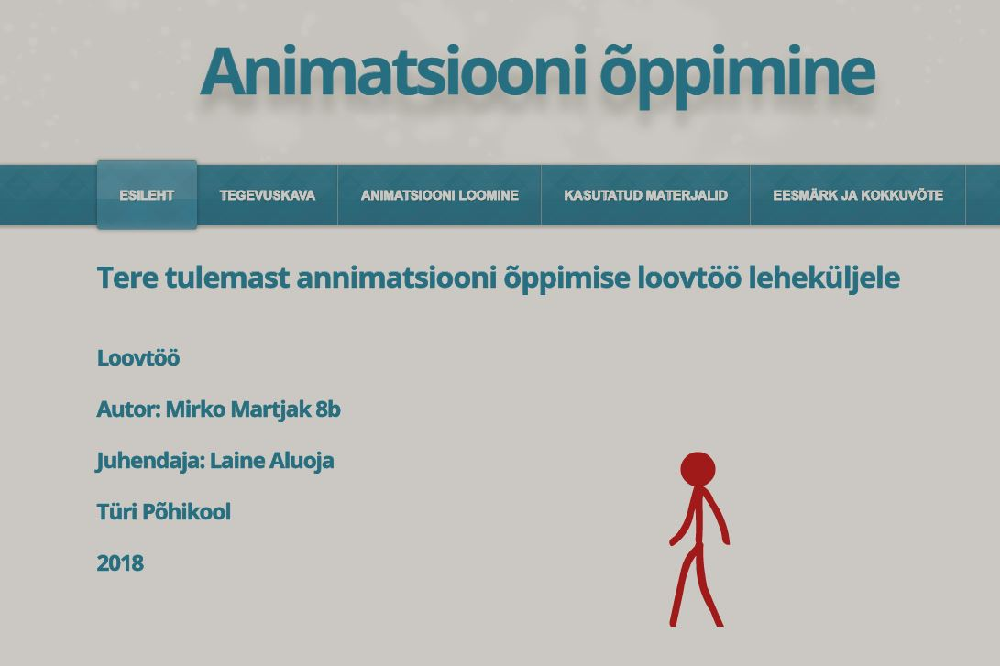 Animatsiooni õppimine
ESILEHT TEGEVUSKAVA ANIMATSIOONI LOOMINE KASUTATUD MATERJALID EESMÄRK JA KOKKUVÕTE
Tere tulemast annimatsiooni õppimise loovtöö leheküljele
Loovtöö
Autor: Mirko Martjak 8b
Juhendaja: Laine Aluoja
Türi Põhikool
2018